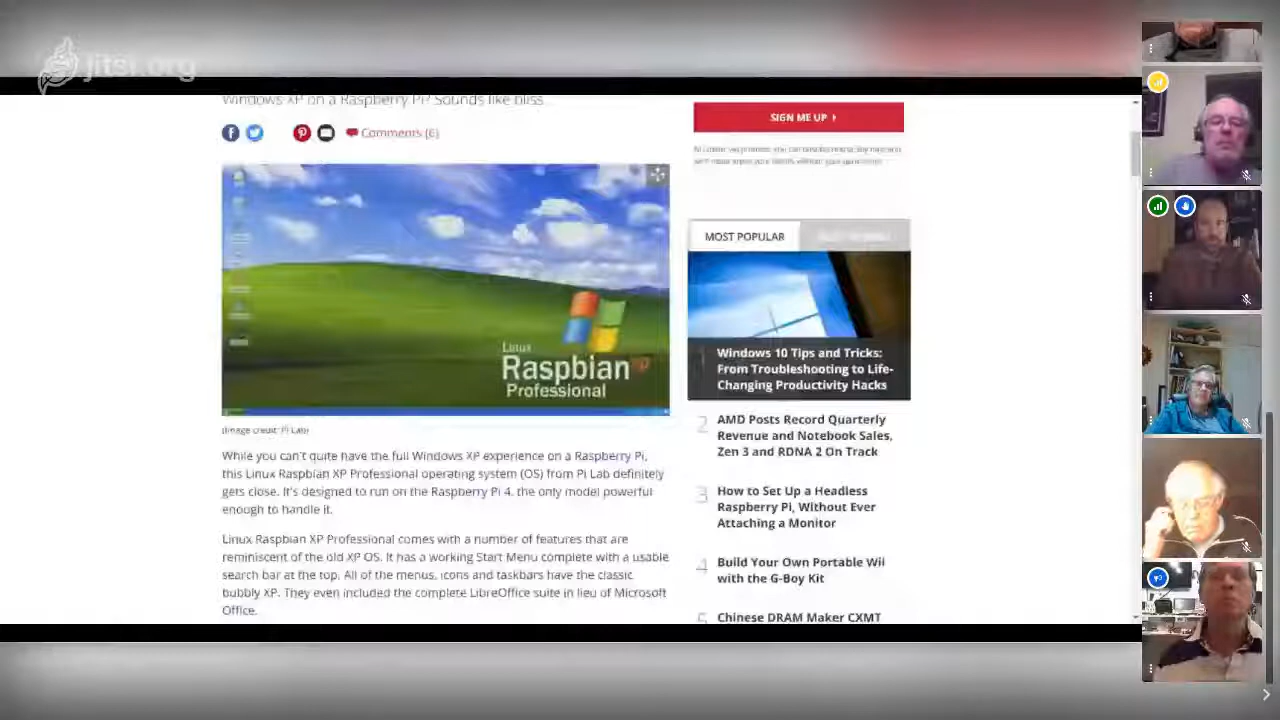 jitsi.org
Windows XP on a Raspberry Pi? Sounds like bliss.
Comments (6)
Linux
Raspbian xp
Professional
(Image credit: Pi Lab)
While you can't quite have the full Windows XP experience on a Raspberry Pi,
this Linux Raspbian XP Professional operating system (OS) from Pi Lab definitely
gets close. It's designed to run on the Raspberry Pi 4, the only model powerful
enough to handle it.
Linux Raspbian XP Professional comes with a number of features that are
reminiscent of the old XP OS. It has a working Start Menu complete with a usable
search bar at the top. All of the menus, icons and taskbars have the classic
bubbly XP. They even included the complete LibreOffice suite in lieu of Microsoft
Office.
SIGN ME UP
MOST POPULAR
1 Windows 10 Tips and Tricks:
From Troubleshooting to Life-
Changing Productivity Hacks
2 AMD Posts Record Quarterly
Revenue and Notebook Sales,
Zen 3 and RDNA 2 On Track
3 How to Set Up a Headless
Raspberry Pi, Without Ever
Attaching a Monitor
4 Build Your Own Portable Wii
with the G-Boy Kit
5 Chinese DRAM Maker CXMT